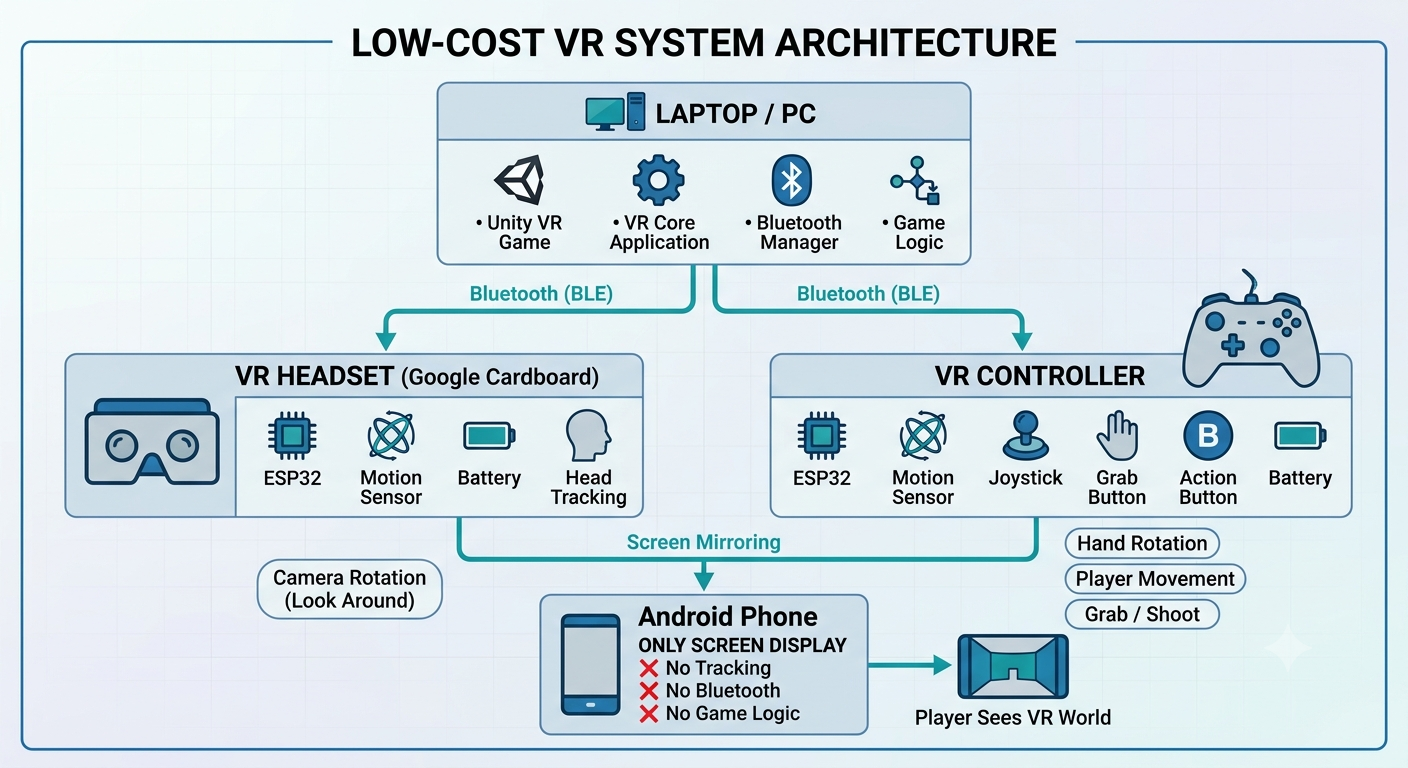 LOW-COST VR SYSTEM ARCHITECTURE
LAPTOP / PC
• Unity VR
Game
• VR Core
Application
• Bluetooth
Manager
• Game
Logic
Bluetooth (BLE)
Bluetooth (BLE)
VR HEADSET (Google Cardboard)
ESP32
Motion
Sensor
Battery
Head
Tracking
VR CONTROLLER
ESP32
Motion
Sensor
Joystick
Grab
Button
B
Action
Button
Battery
Screen Mirroring
Camera Rotation
(Look Around)
Hand Rotation
Player Movement
Grab / Shoot
Android Phone
ONLY SCREEN DISPLAY
❌ No Tracking
❌ No Bluetooth
❌ No Game Logic
Player Sees VR World